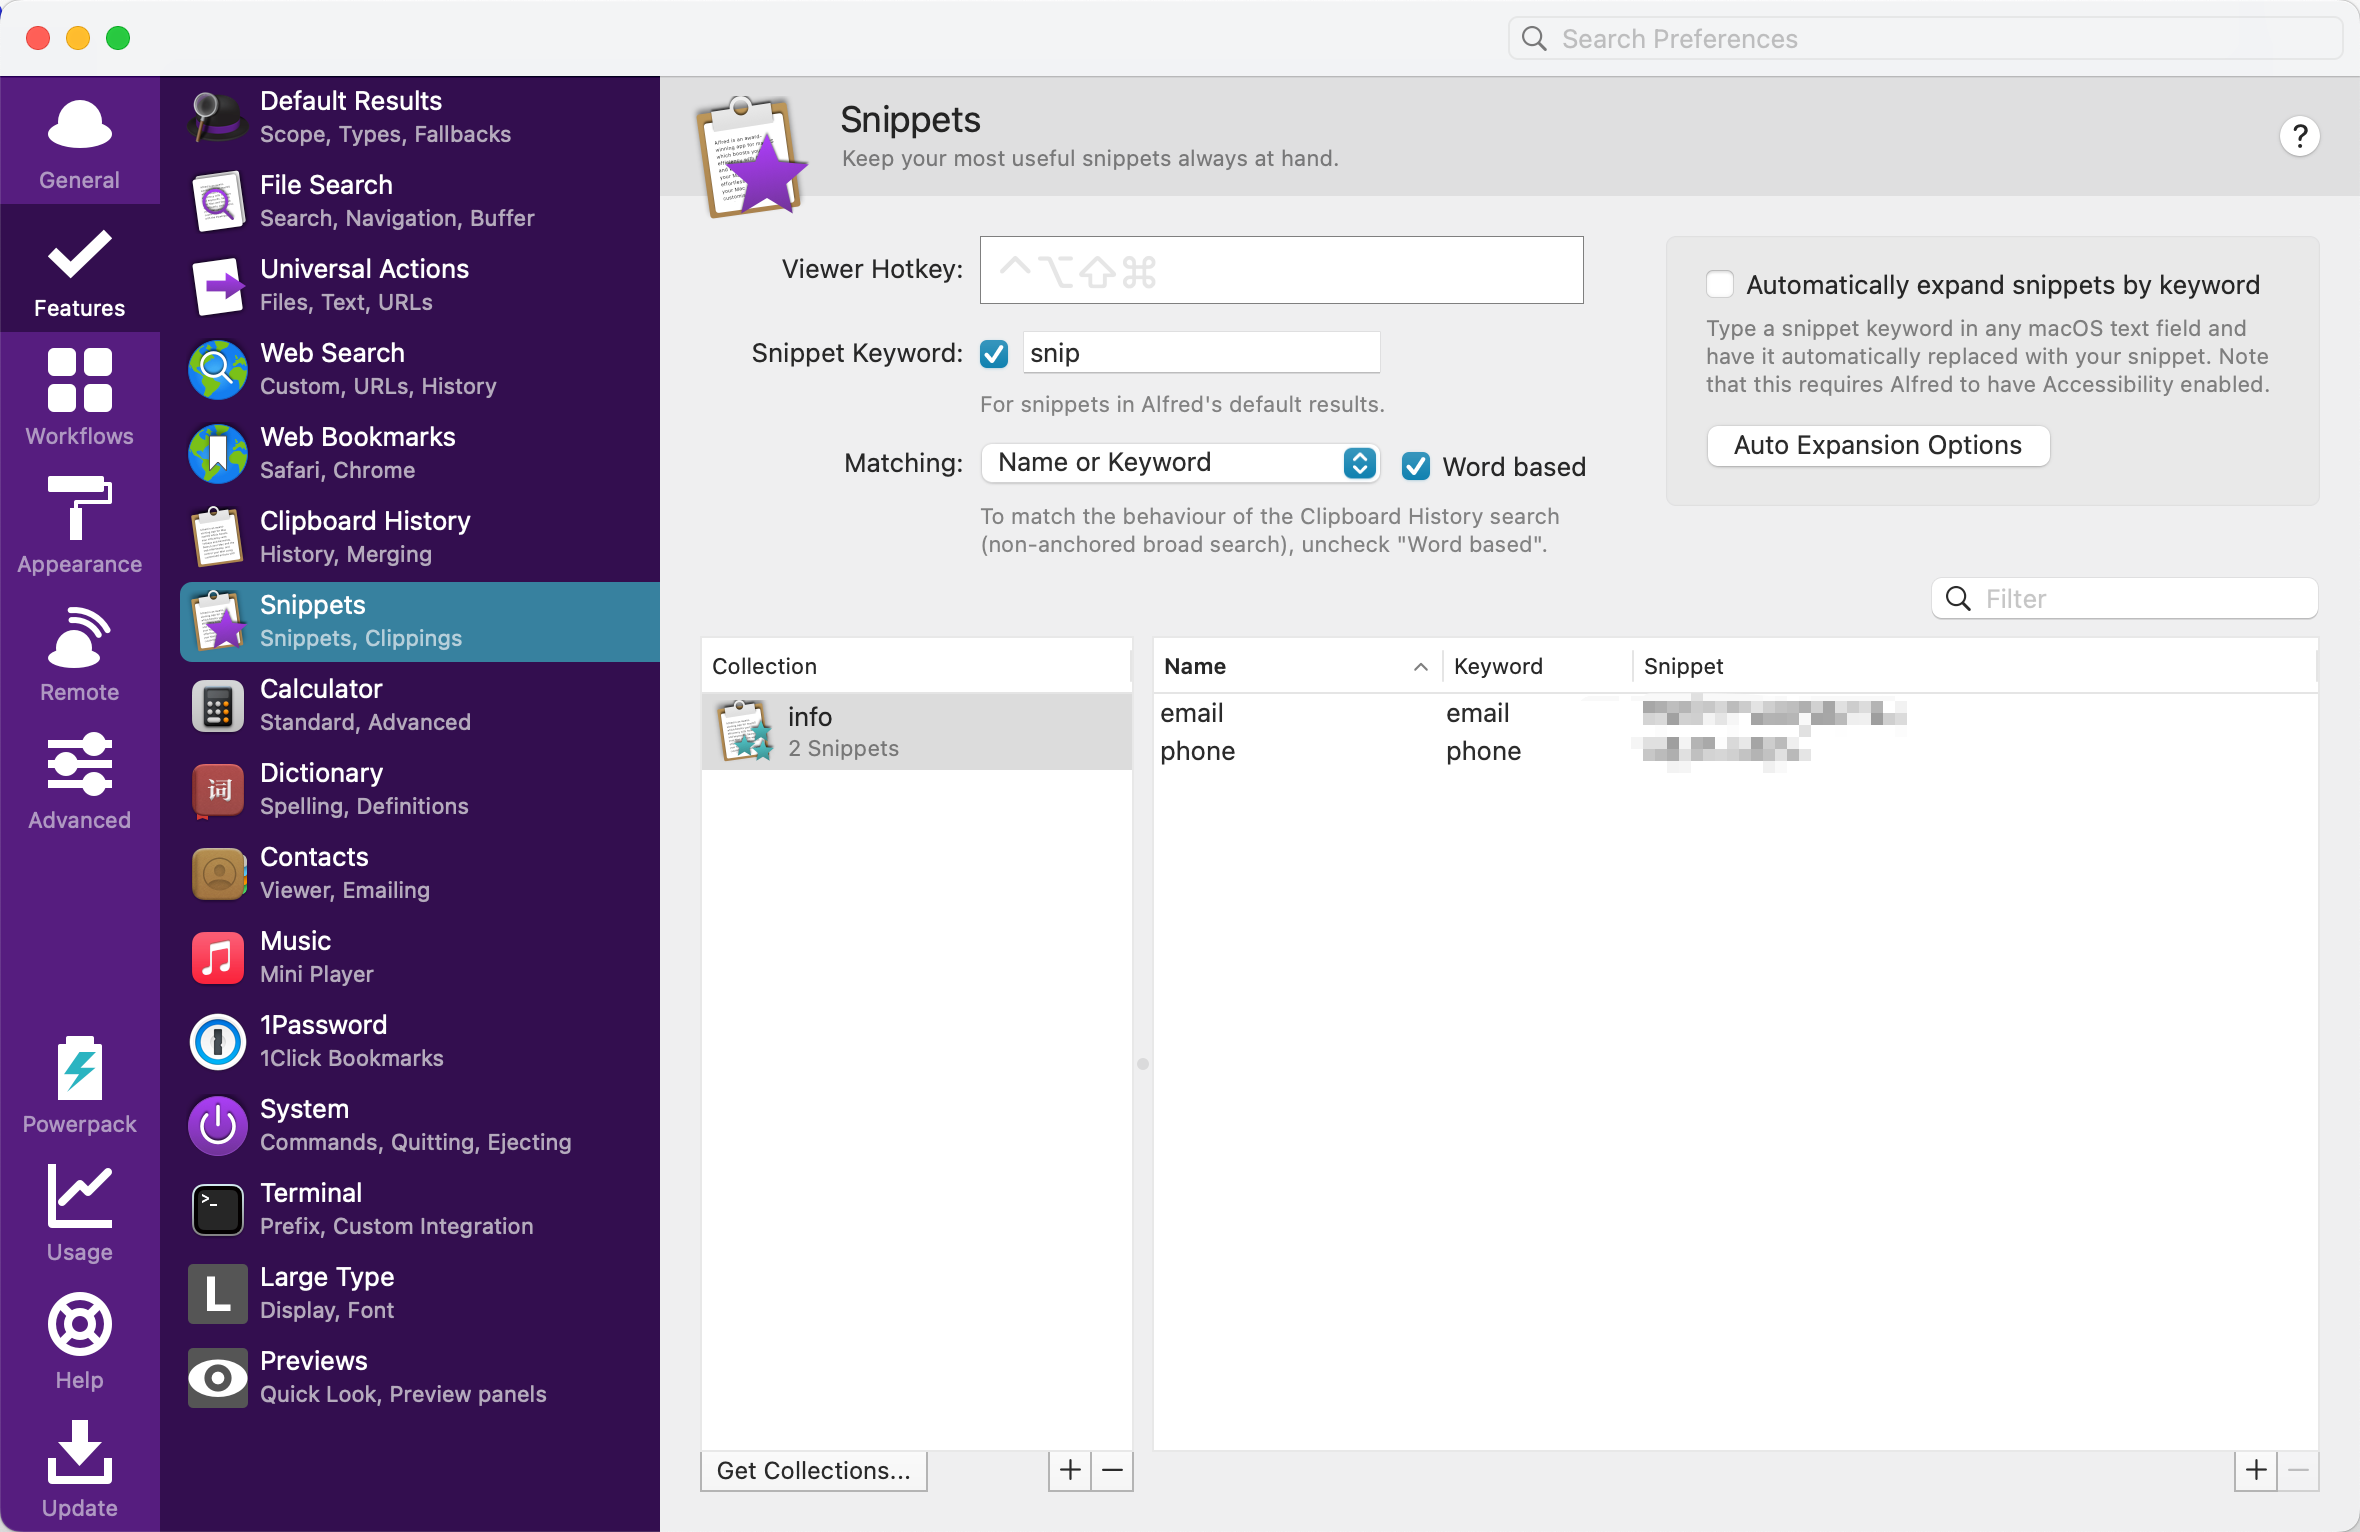 Search Preferences
General
Features
Workflows
Appearance
Remote
Advanced
Powerpack
Usage
Help
Update
Default Results
Scope, Types, Fallbacks
File Search
Search, Navigation, Buffer
Universal Actions
Files, Text, URLs
Web Search
Custom, URLs, History
Web Bookmarks
Safari, Chrome
Clipboard History
History, Merging
Snippets
Snippets, Clippings
Calculator
Standard, Advanced
词
Dictionary
Spelling, Definitions
Contacts
Viewer, Emailing
Music
Mini Player
1Password
1Click Bookmarks
System
Commands, Quitting, Ejecting
>_
Terminal
Prefix, Custom Integration
L
Large Type
Display, Font
Previews
Quick Look, Preview panels
Snippets
Keep your most useful snippets always at hand.
?
Viewer Hotkey: ⌃⌥⇧⌘
Snippet Keyword: snip
For snippets in Alfred's default results.
Matching: Name or Keyword Word based
To match the behaviour of the Clipboard History search
(non-anchored broad search), uncheck "Word based".
Automatically expand snippets by keyword
Type a snippet keyword in any macOS text field and
have it automatically replaced with your snippet. Note
that this requires Alfred to have Accessibility enabled.
Auto Expansion Options
Filter
Collection
info
2 Snippets
Name Keyword Snippet
email email
phone phone
Get Collections... + −
+ −